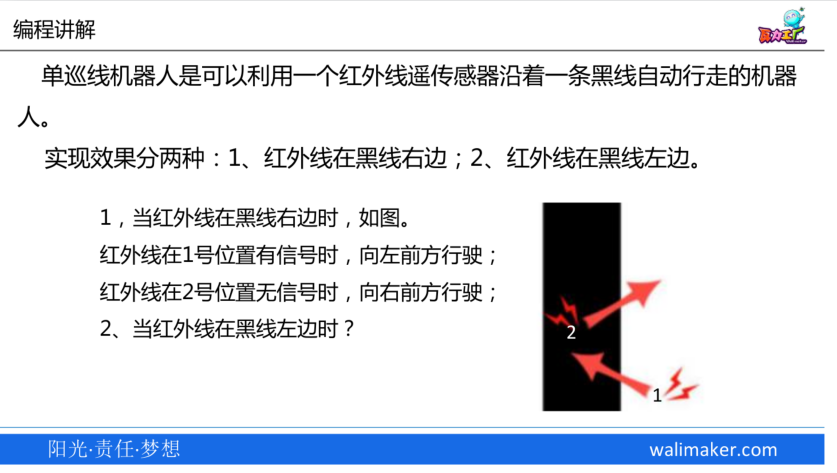 编程讲解
瓦力工厂
单巡线机器人是可以利用一个红外线遥传感器沿着一条黑线自动行走的机器
人。
实现效果分两种：1、红外线在黑线右边；2、红外线在黑线左边。
1，当红外线在黑线右边时，如图。
红外线在1号位置有信号时，向左前方行驶；
红外线在2号位置无信号时，向右前方行驶；
2、当红外线在黑线左边时？
2
1
阳光·责任·梦想
walimaker.com